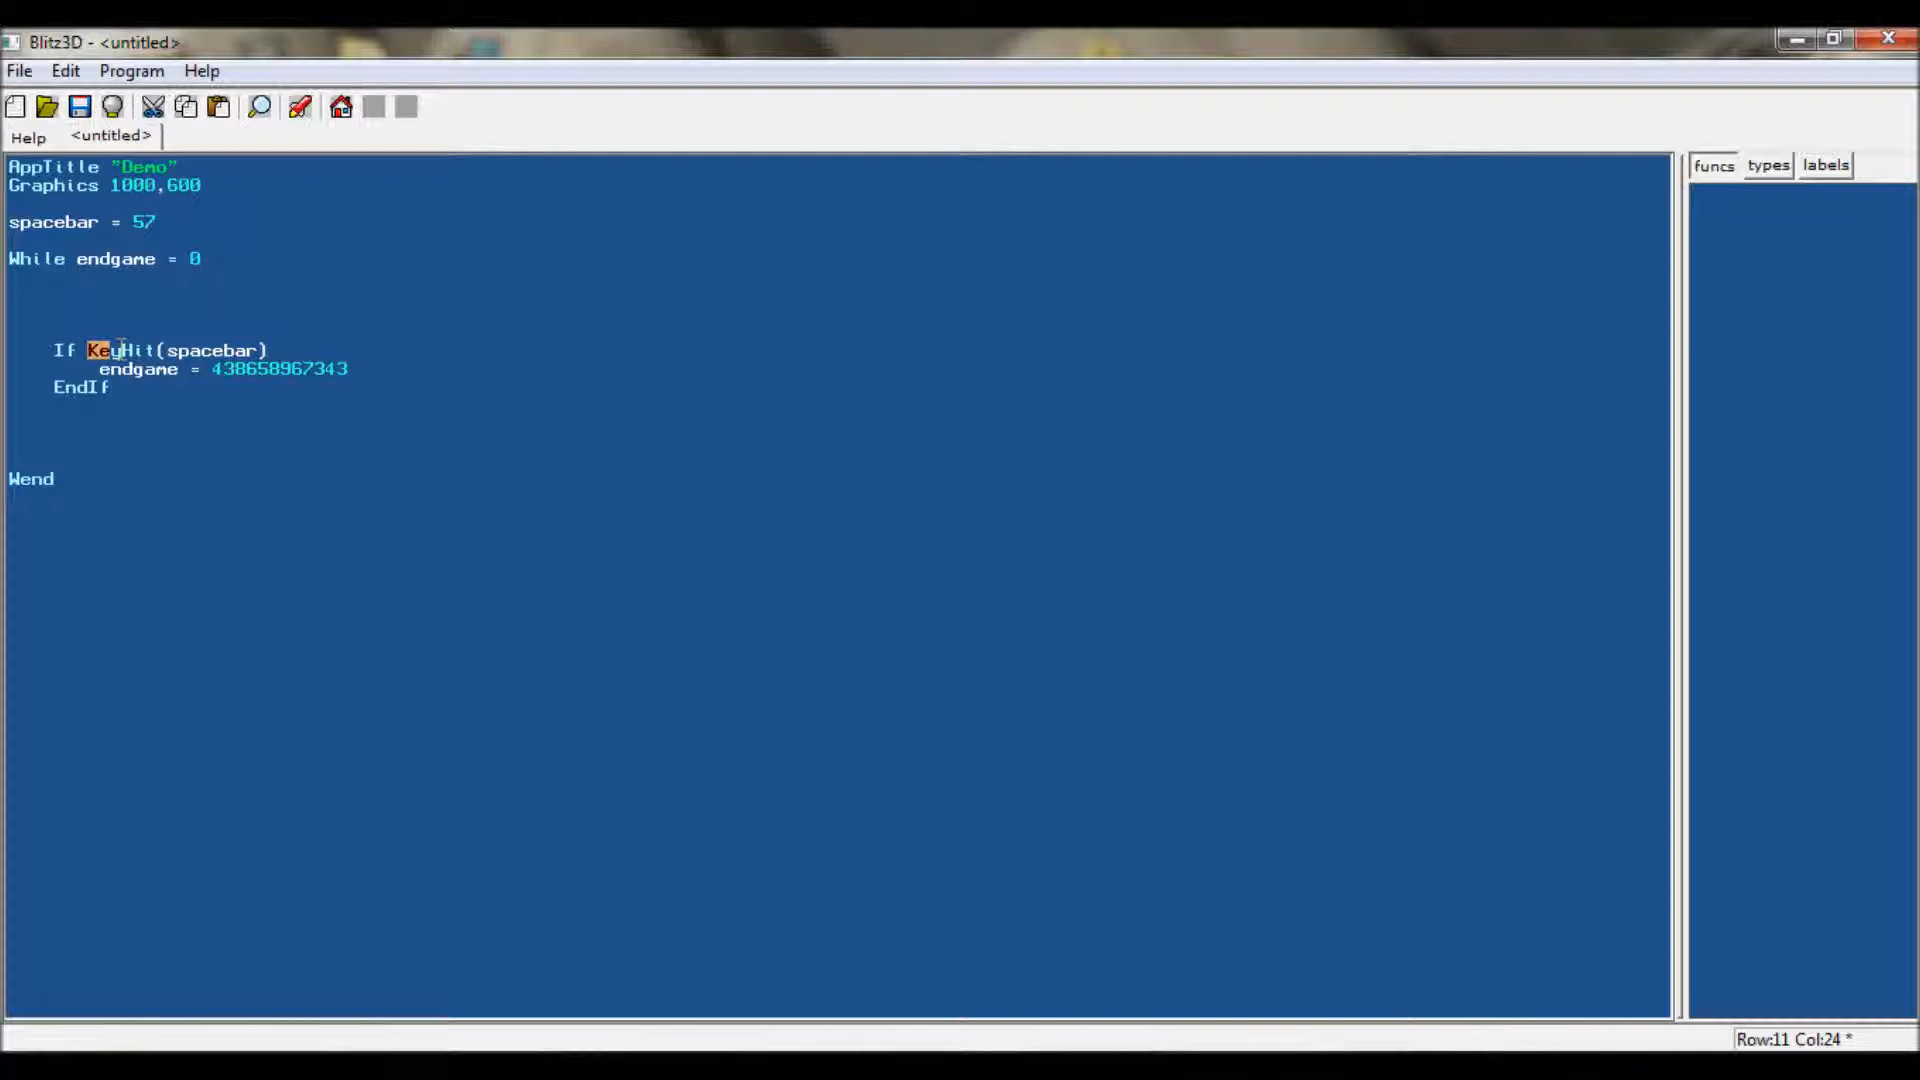 Blitz3D - <untitled>
File Edit Program Help
Help <untitled>
funcs types labels
AppTitle "Demo"
Graphics 1000,600
spacebar = 57
While endgame = 0
If KeyHit(spacebar)
endgame = 438658967343
EndIf
Wend
Row:11 Col:24 *